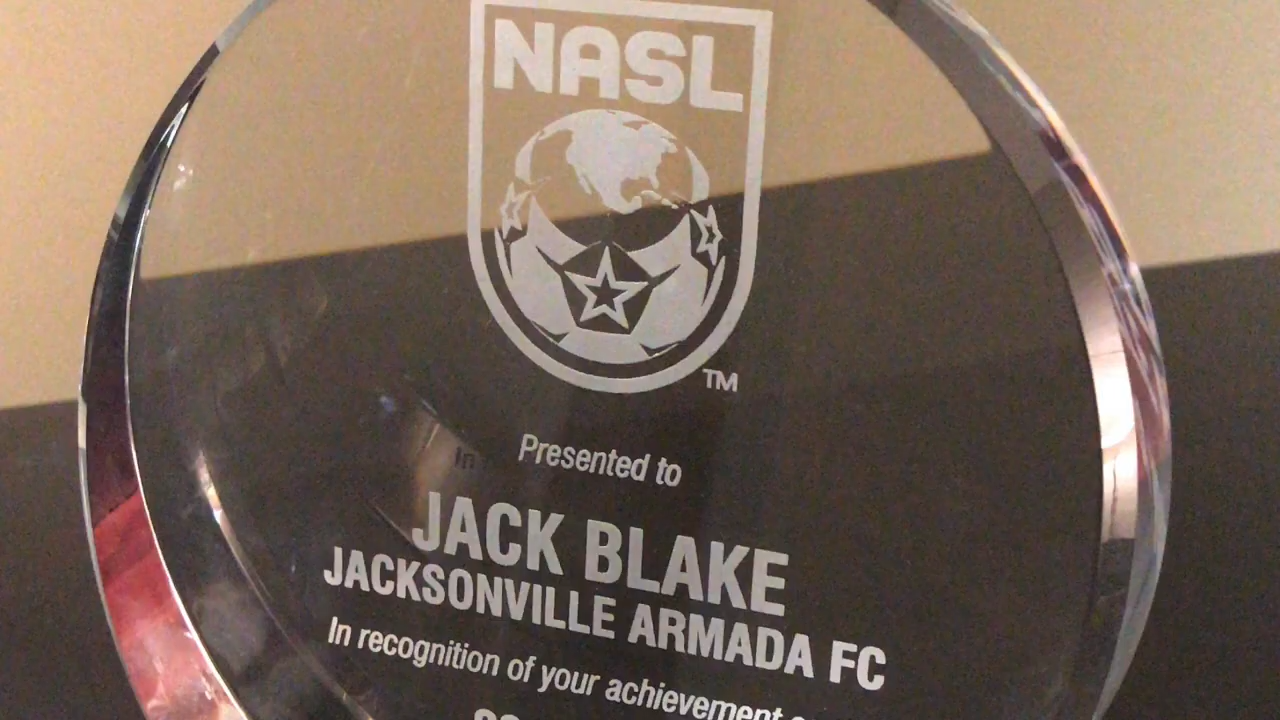 NASL
TM
Presented to
JACK BLAKE
JACKSONVILLE ARMADA FC
In recognition of your achievement